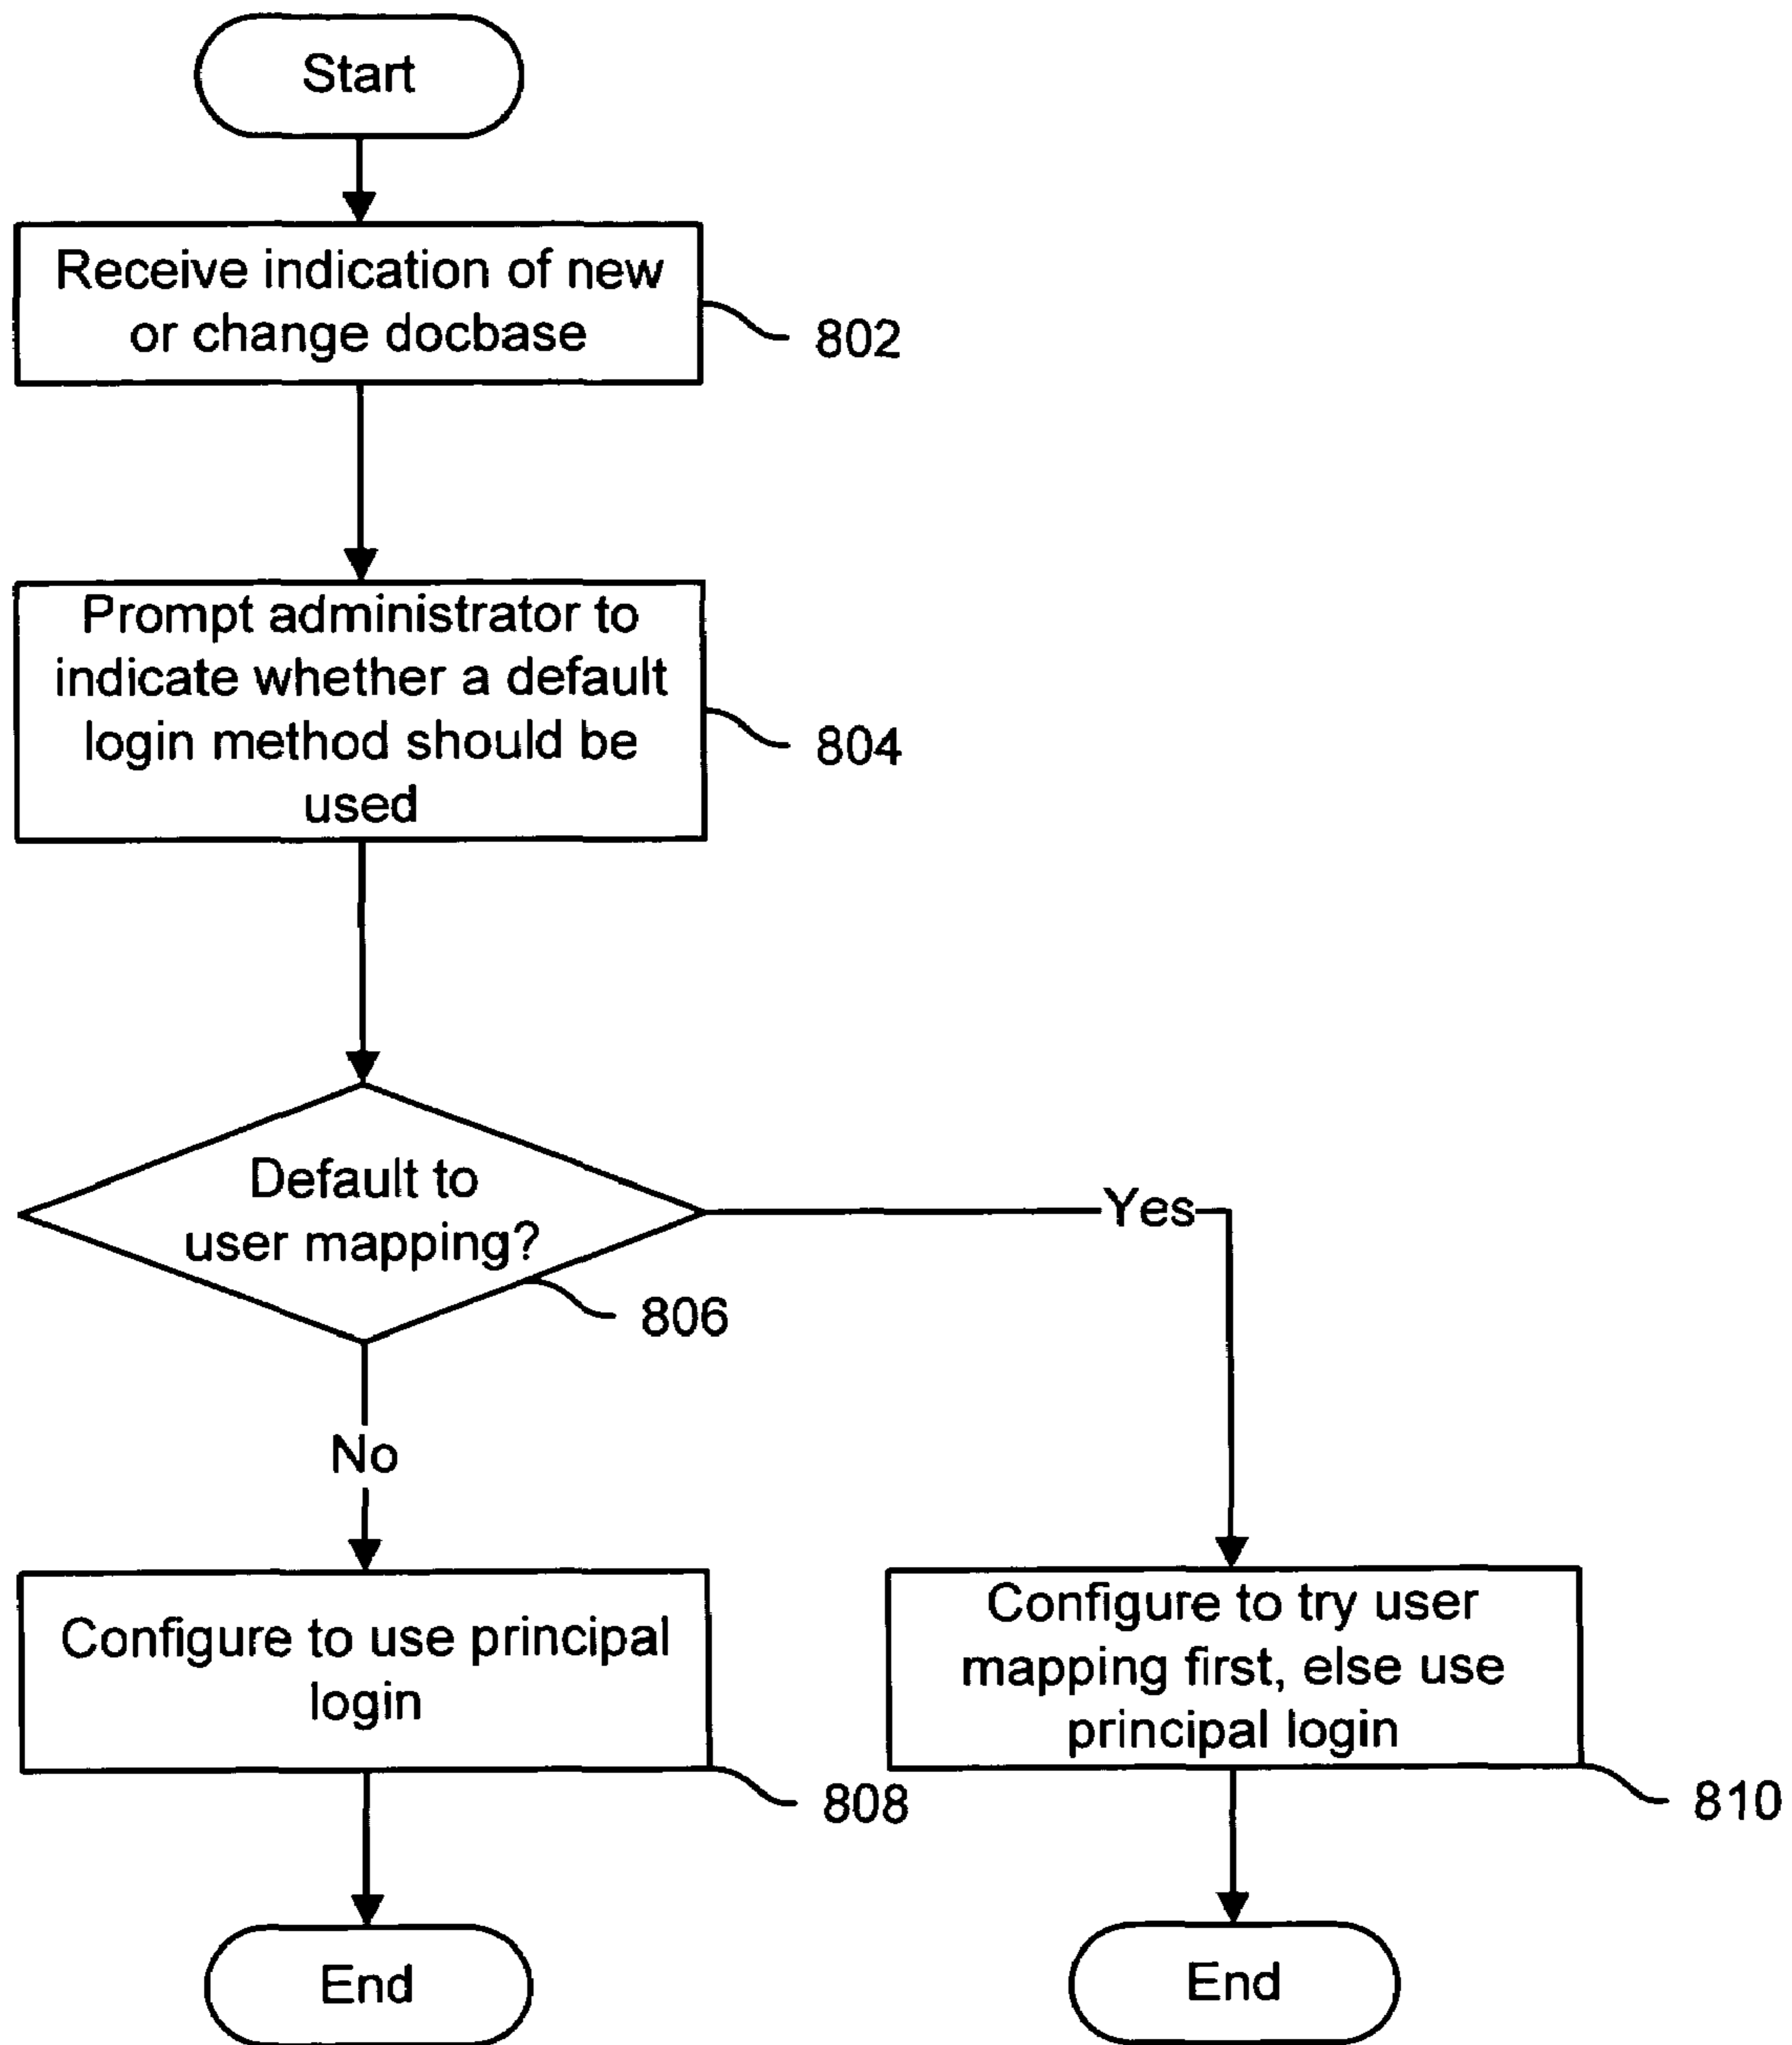 Start
Receive indication of new
or change docbase
802
Prompt administrator to
indicate whether a default
login method should be
used
804
Default to
user mapping?
806
Yes
No
Configure to use principal
login
808
Configure to try user
mapping first, else use
principal login
810
End
End